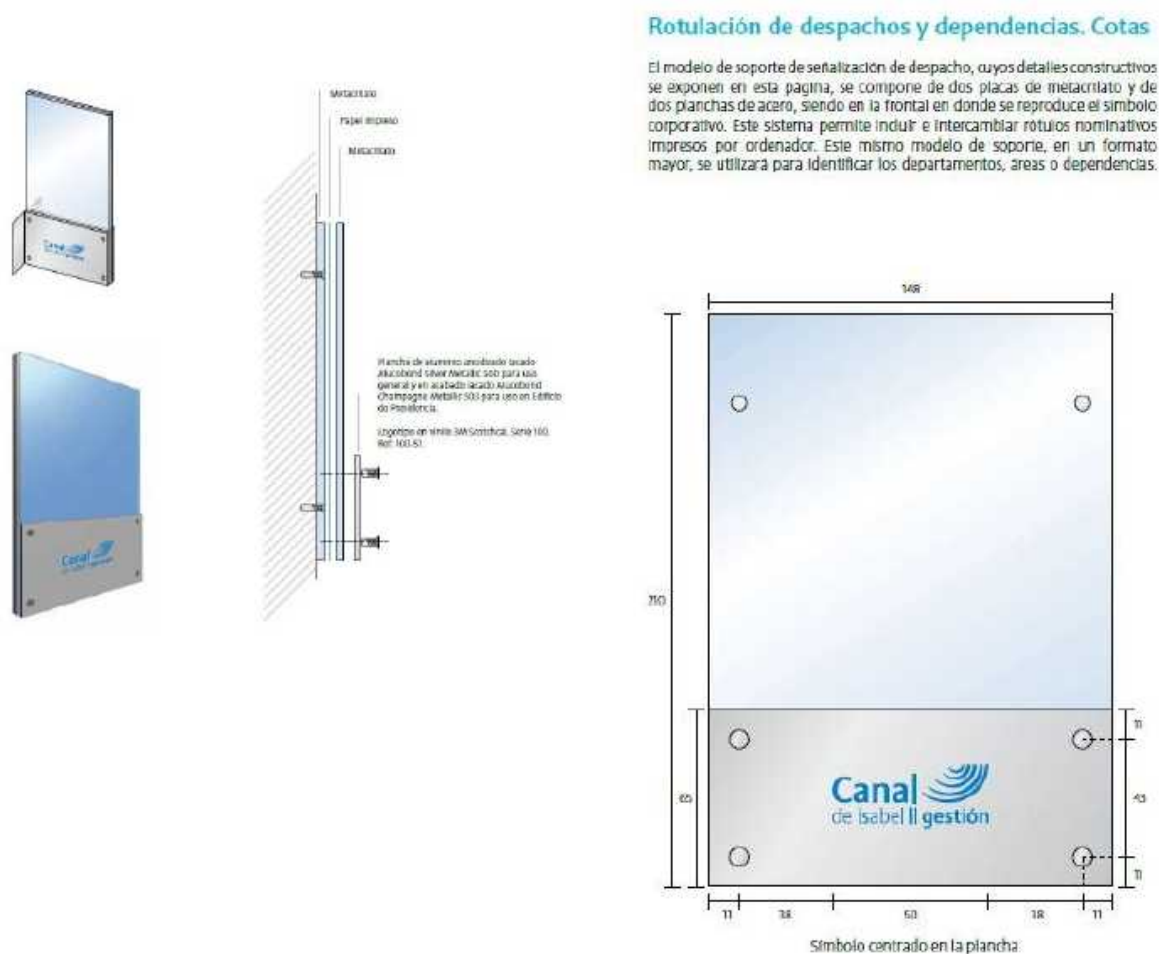 Rotulación de despachos y dependencias. Cotas
El modelo de soporte de señalización de despacho, cuyos detalles constructivos
se exponen en esta pagina, se compone de dos placas de metacrilato y de
dos planchas de acero, siendo en la frontal en donde se reproduce el símbolo
corporativo. Este sistema permite incluir e intercambiar rótulos nominativos
impresos por ordenador. Este mismo modelo de soporte, en un formato
mayor, se utilizará para identificar los departamentos, áreas o dependencias.
Metacrilato
Papel impreso
Metacrilato
Canal
Plancha de aluminio anodizado lacado
Alucobond Silver Metallic 500 para uso
general y en acabado lacado Alucobond
Champagne Metallic 503 para uso en Edificio
de Presidencia.
Logotipo en vinilo 3M Scotchcal, Serie 100,
Ref. 100-
Canal
148
210
65
11
43
11
Canal
de Isabel II gestión
11 38 50 38 11
Símbolo centrado en la plancha